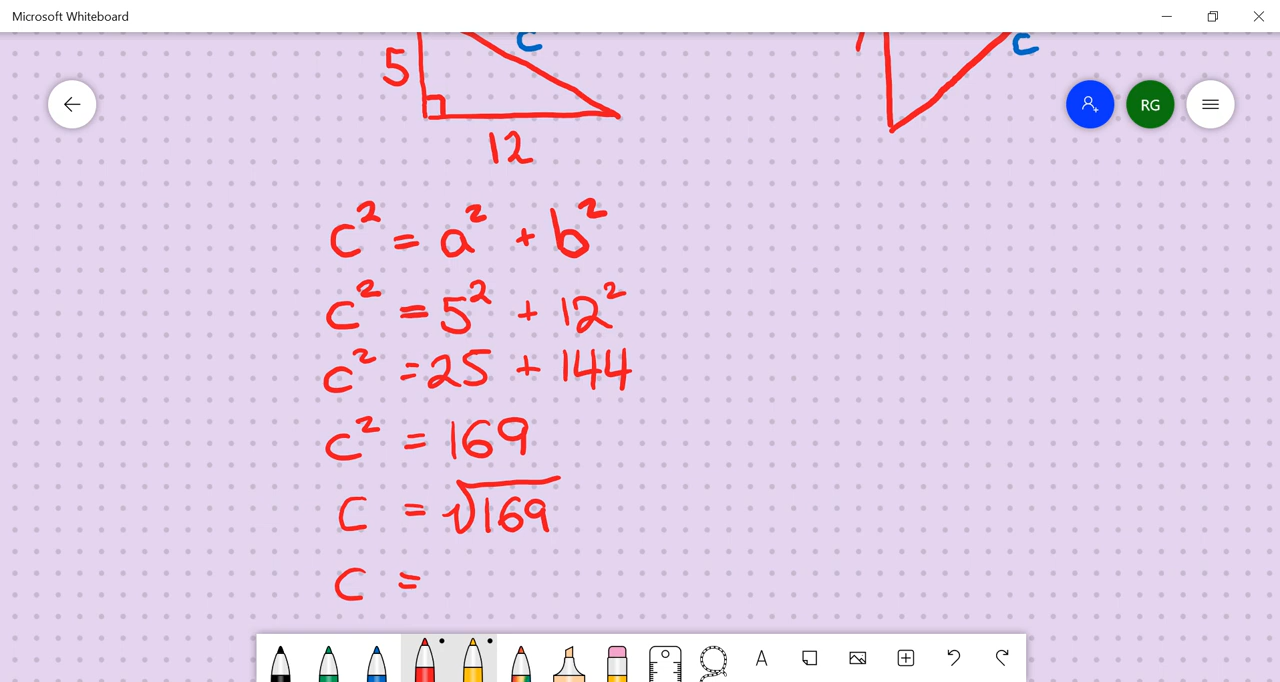 Microsoft Whiteboard
c
5
12
c
RG
c² = a² + b²
c² = 5² + 12²
c² = 25 + 144
c² = 169
c = √169
c =
A